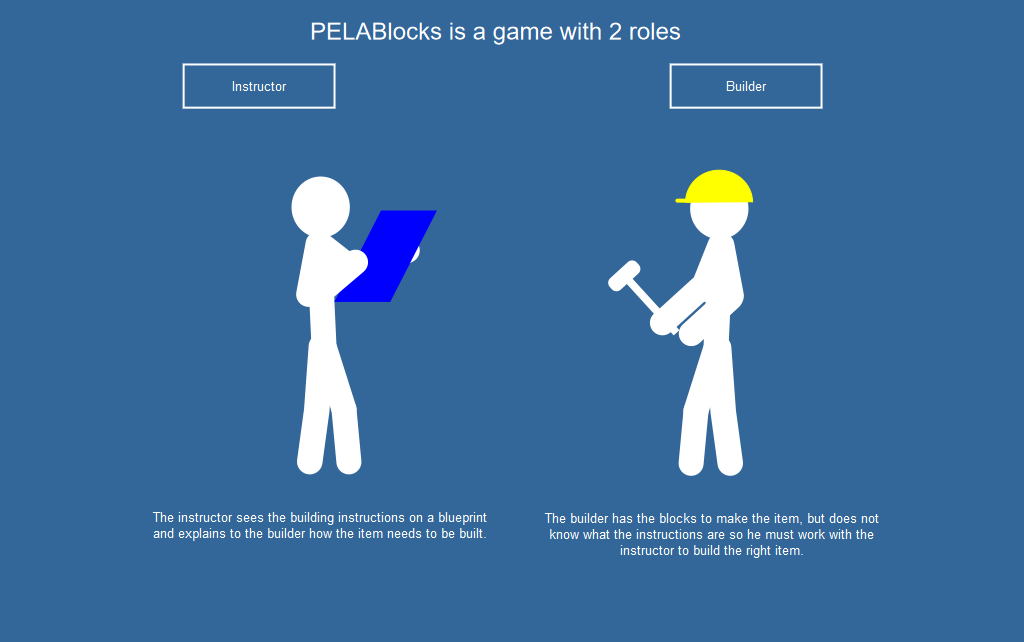 PELABlocks is a game with 2 roles
Instructor
Builder
The instructor sees the building instructions on a blueprint
and explains to the builder how the item needs to be built.
The builder has the blocks to make the item, but does not
know what the instructions are so he must work with the
instructor to build the right item.